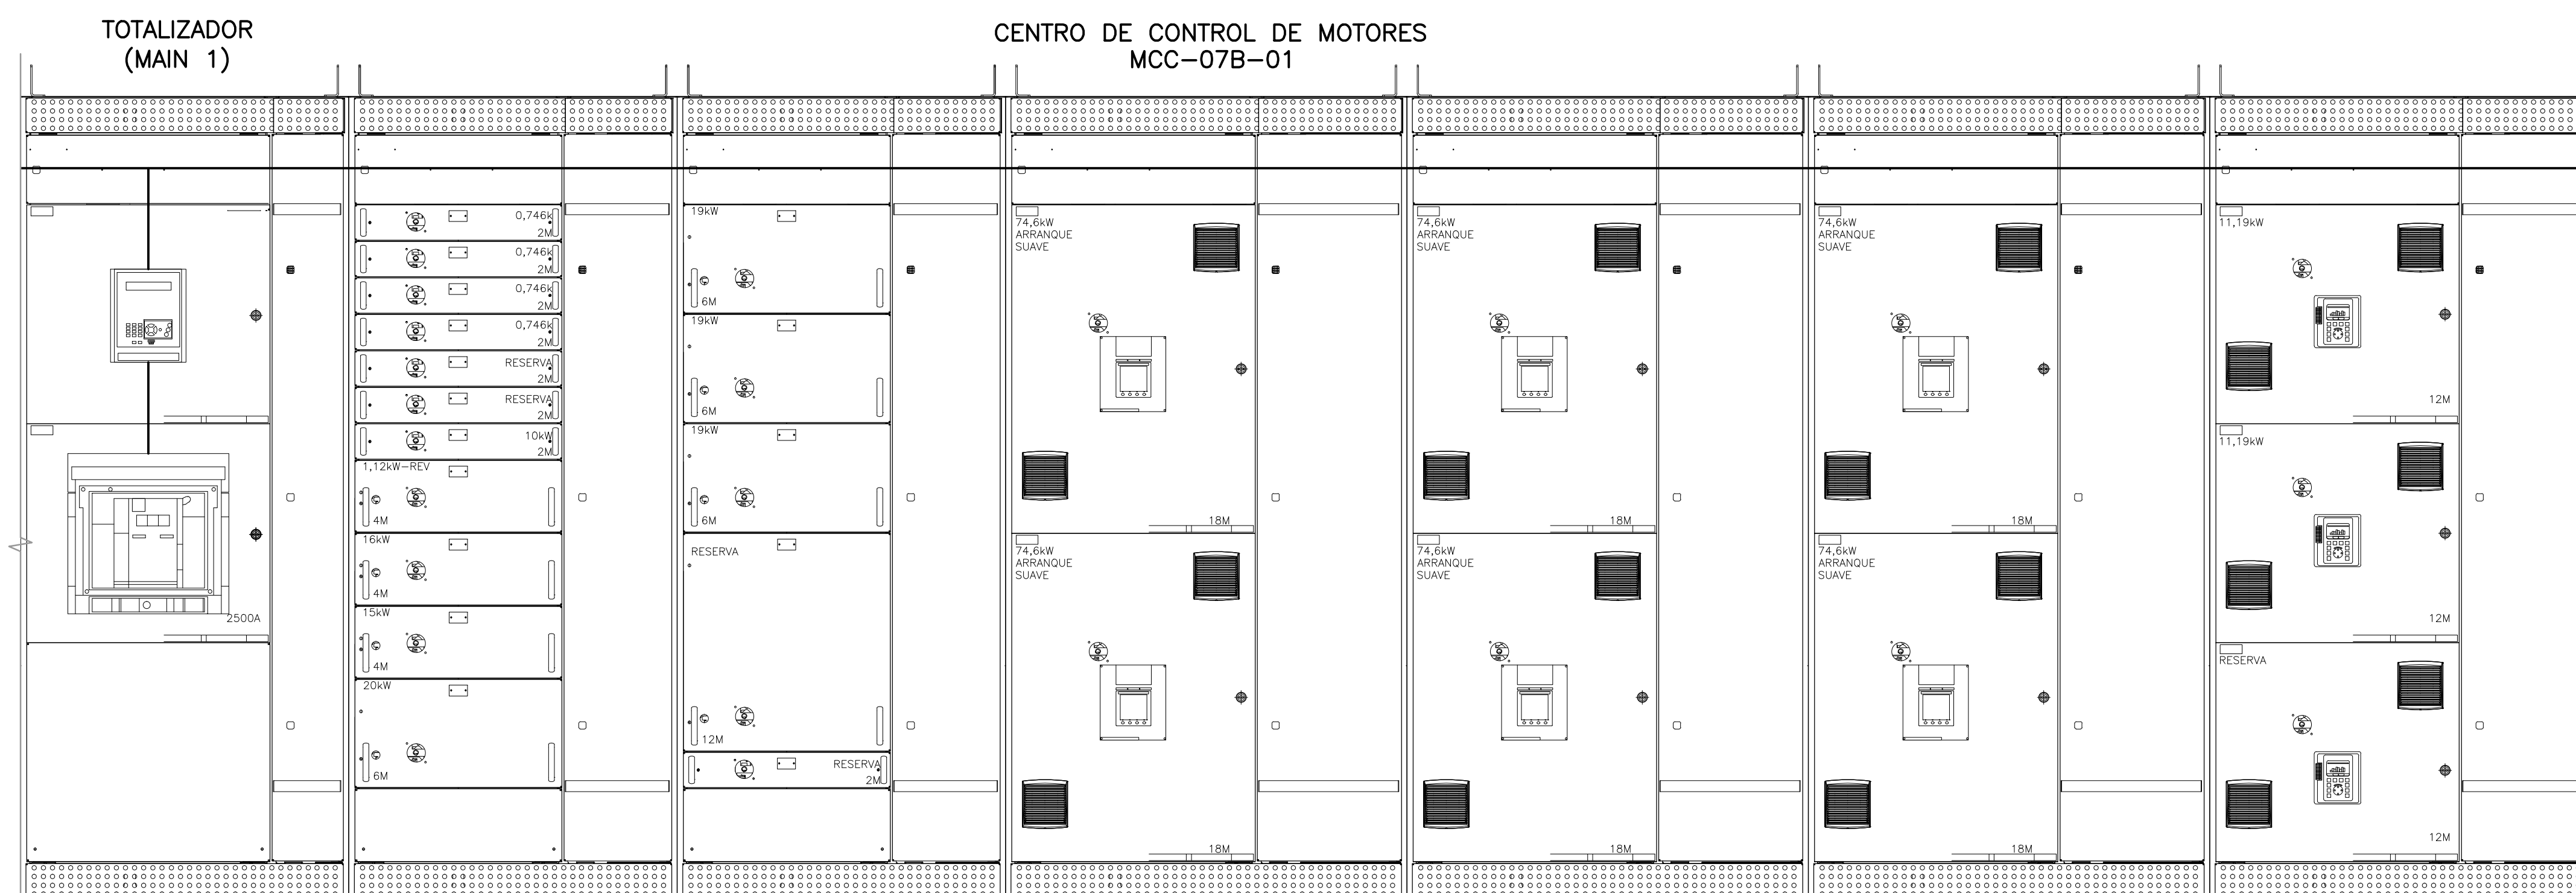 TOTALIZADOR
(MAIN 1)
CENTRO DE CONTROL DE MOTORES
MCC-07B-01
2500A
0,746k
2M
0,746k
2M
0,746k
2M
0,746k
2M
RESERVA
2M
RESERVA
2M
10kW
2M
1,12kW-REV
4M
16kW
4M
15kW
4M
20kW
6M
19kW
6M
19kW
6M
19kW
6M
RESERVA
12M
RESERVA
2M
74,6kW
ARRANQUE
SUAVE
18M
74,6kW
ARRANQUE
SUAVE
18M
74,6kW
ARRANQUE
SUAVE
18M
74,6kW
ARRANQUE
SUAVE
18M
74,6kW
ARRANQUE
SUAVE
18M
74,6kW
ARRANQUE
SUAVE
18M
11,19kW
12M
11,19kW
12M
RESERVA
12M